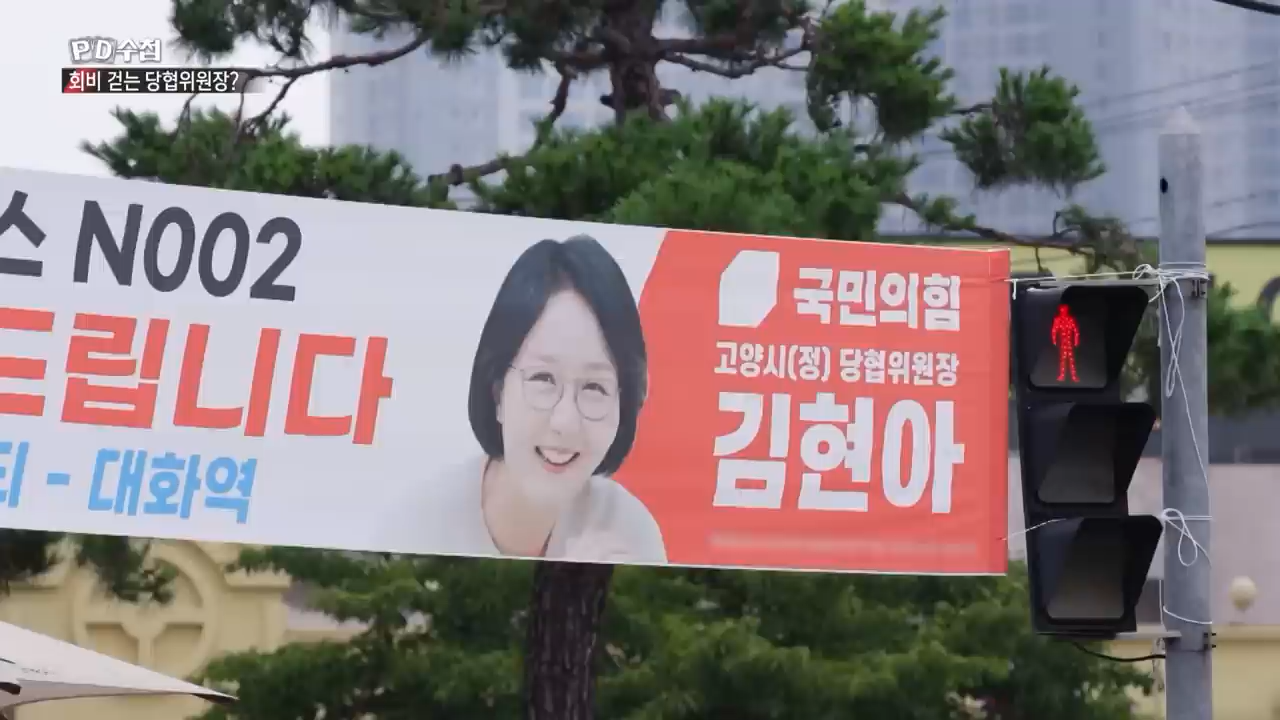 PD수첩
회비 걷는 당협위원장?
스 N002
드립니다
티 - 대화역
국민의힘
고양시(정) 당협위원장
김현아